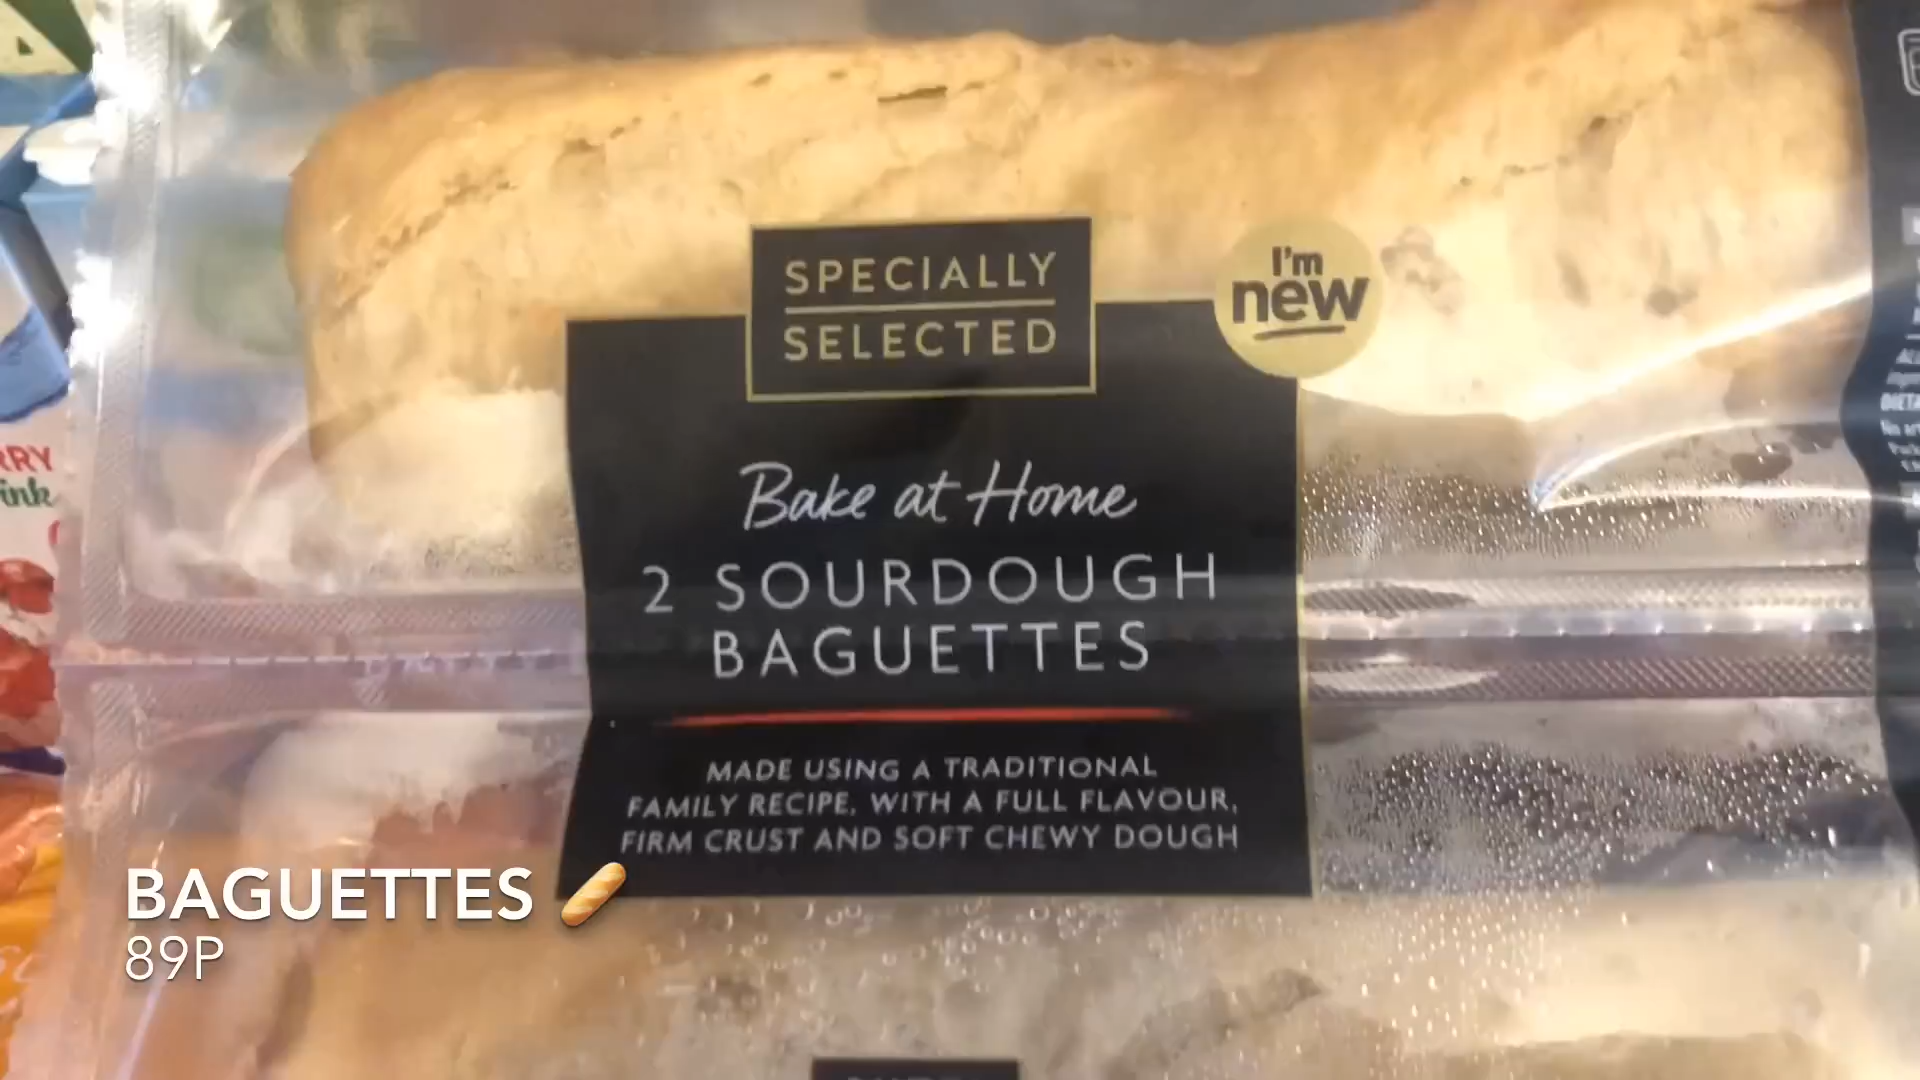 SPECIALLY
SELECTED
I'm
new
Bake at Home
2 SOURDOUGH
BAGUETTES
MADE USING A TRADITIONAL
FAMILY RECIPE, WITH A FULL FLAVOUR,
FIRM CRUST AND SOFT CHEWY DOUGH
BAGUETTES 🥖
89P